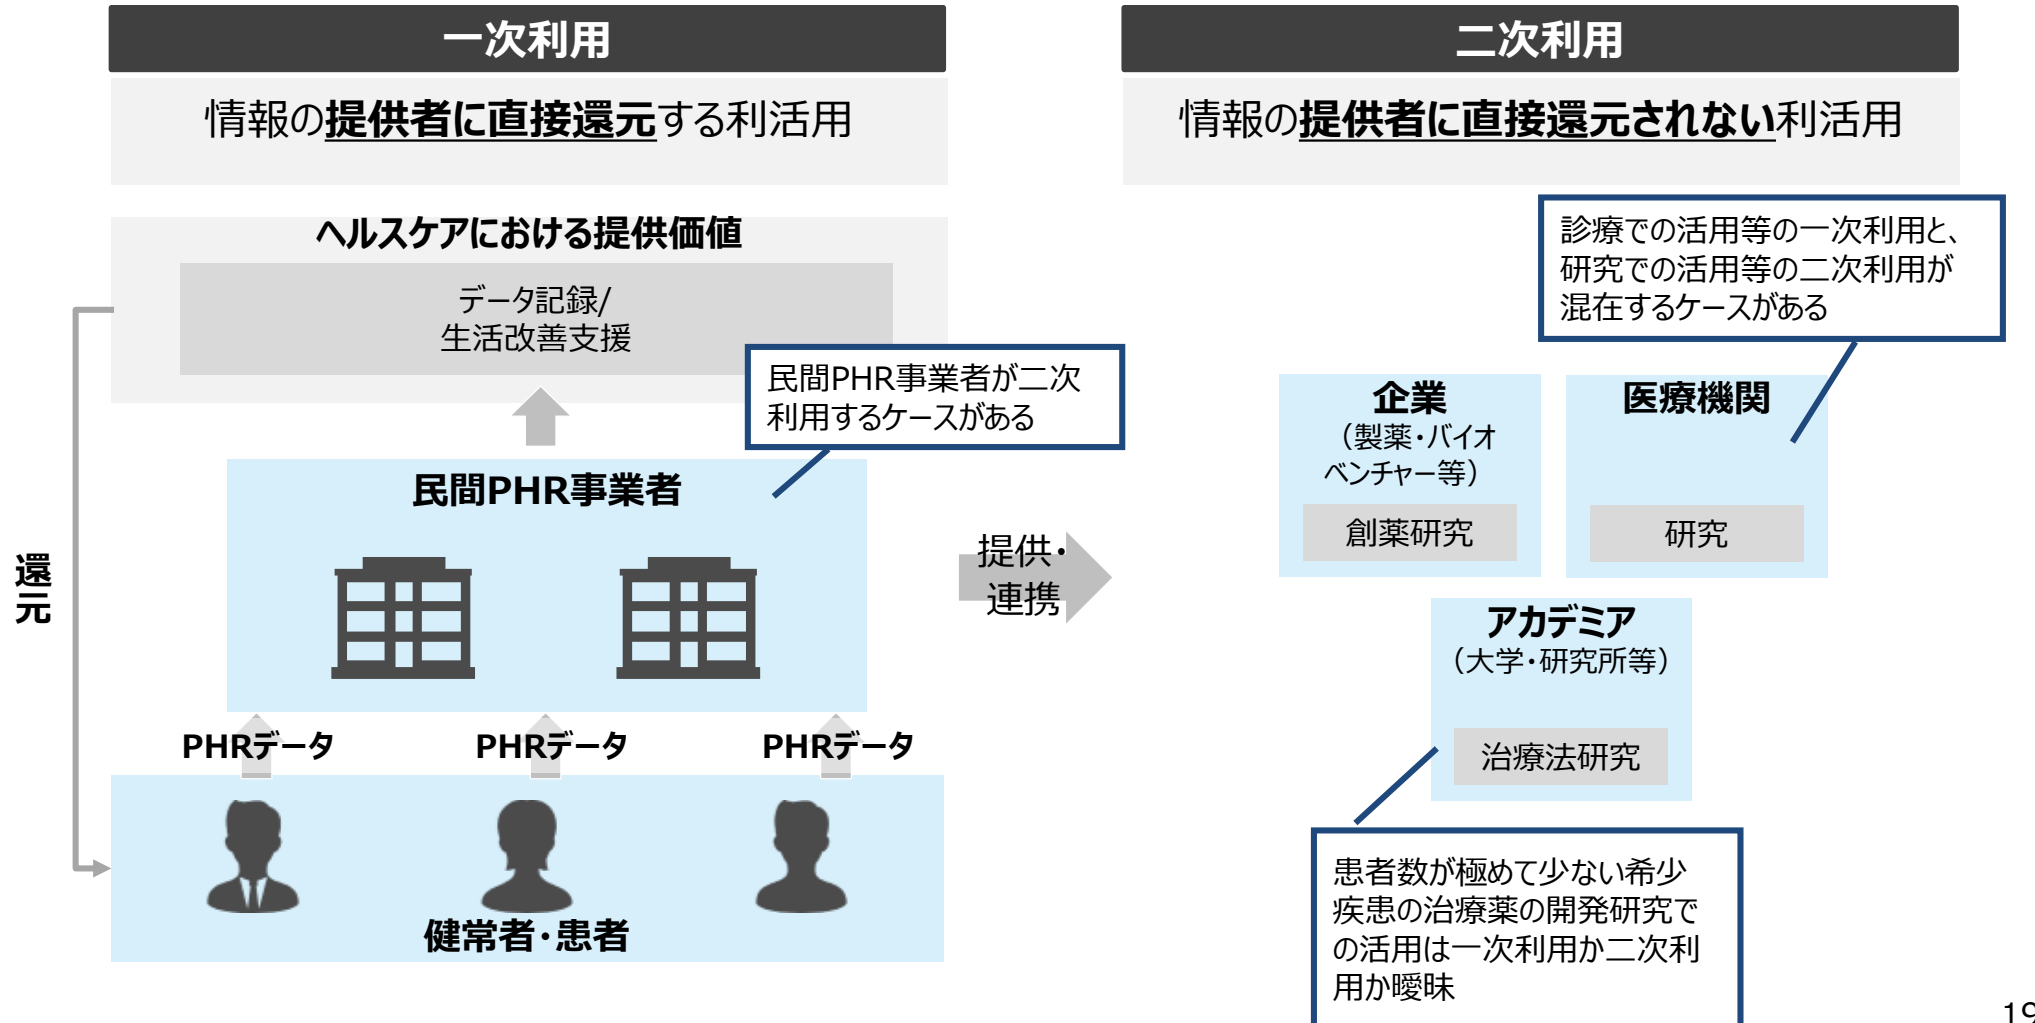 一次利用
情報の提供者に直接還元する利活用
ヘルスケアにおける提供価値
データ記録/
生活改善支援
民間PHR事業者が二次
利用するケースがある
民間PHR事業者
還元
PHRデータ
PHRデータ
PHRデータ
健常者・患者
提供・
連携
二次利用
情報の提供者に直接還元されない利活用
診療での活用等の一次利用と、
研究での活用等の二次利用が
混在するケースがある
企業
（製薬・バイオ
ベンチャー等）
創薬研究
医療機関
研究
アカデミア
（大学・研究所等）
治療法研究
患者数が極めて少ない希少
疾患の治療薬の開発研究で
の活用は一次利用か二次利
用か曖昧
19